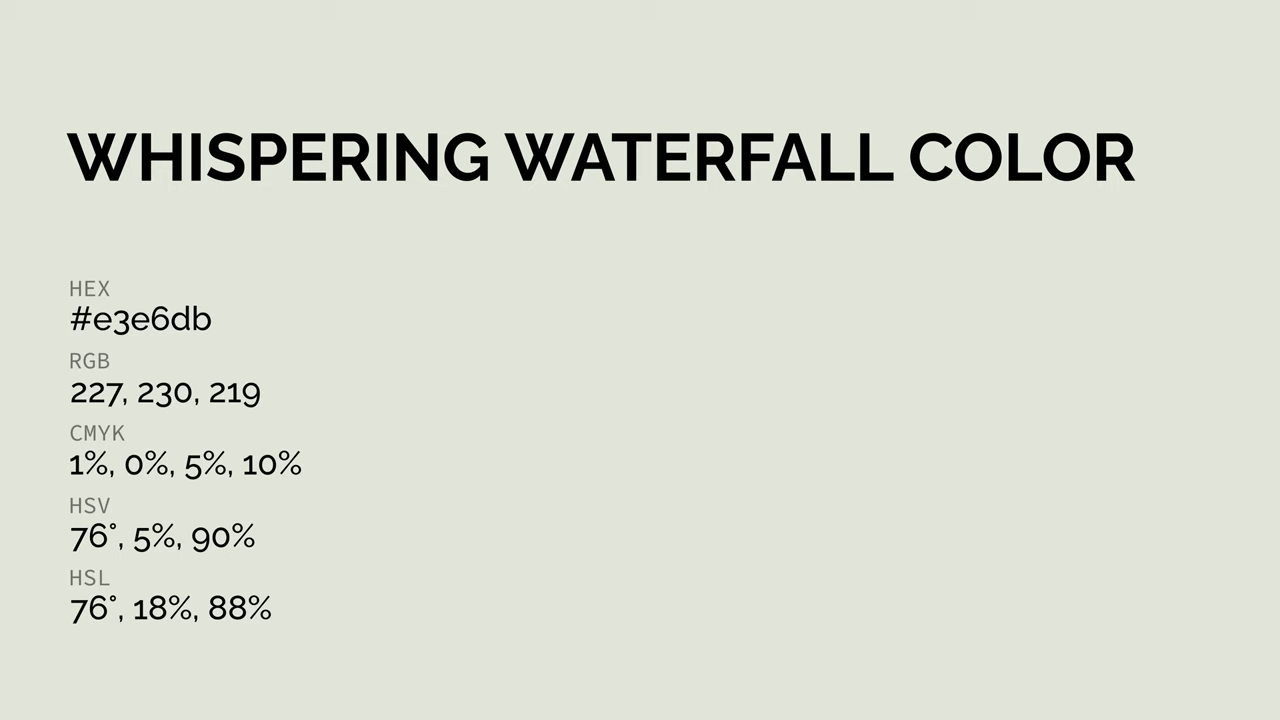 WHISPERING WATERFALL COLOR
HEX
#e3e6db
RGB
227, 230, 219
CMYK
1%, 0%, 5%, 10%
HSV
76°, 5%, 90%
HSL
76°, 18%, 88%